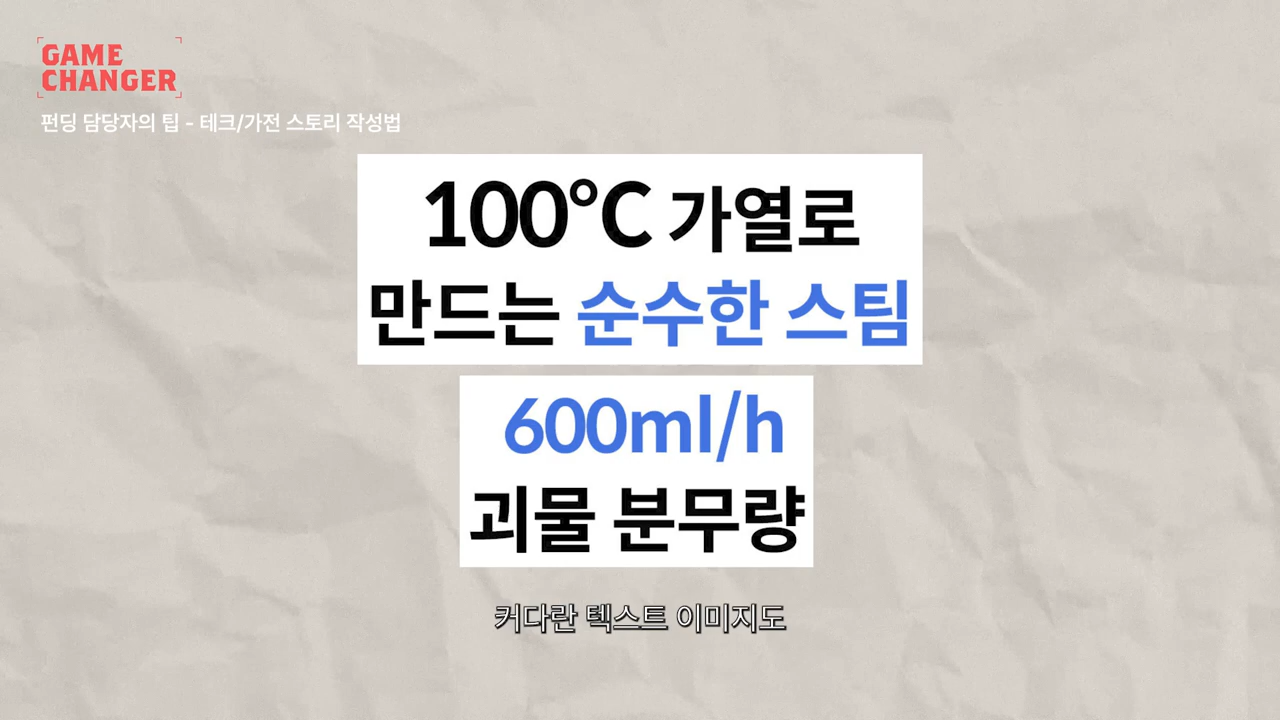 GAME
CHANGER
펀딩 담당자의 팁 - 테크/가전 스토리 작성법
100°C 가열로
만드는 순수한 스팀
600ml/h
괴물 분무량
커다란 텍스트 이미지도